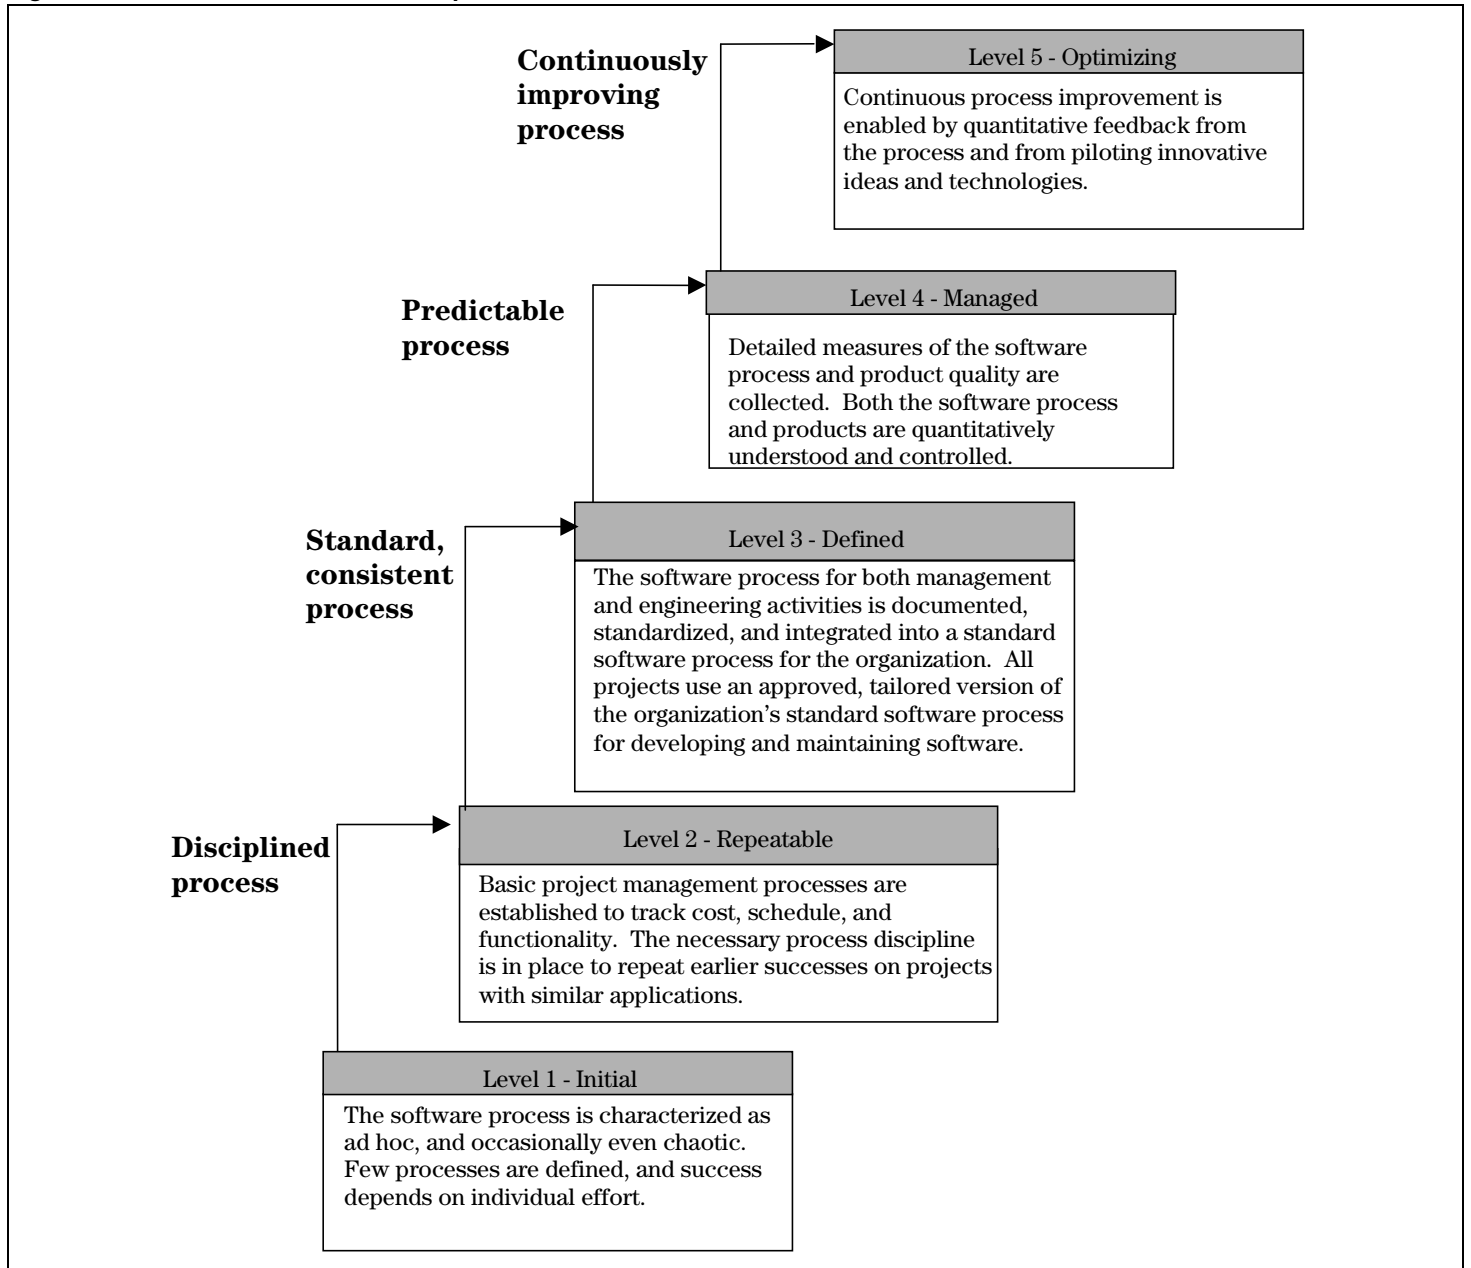 Continuously
improving
process
Level 5 - Optimizing
Continuous process improvement is
enabled by quantitative feedback from
the process and from piloting innovative
ideas and technologies.
Predictable
process
Level 4 - Managed
Detailed measures of the software
process and product quality are
collected.  Both the software process
and products are quantitatively
understood and controlled.
Standard,
consistent
process
Level 3 - Defined
The software process for both management
and engineering activities is documented,
standardized, and integrated into a standard
software process for the organization.  All
projects use an approved, tailored version of
the organization's standard software process
for developing and maintaining software.
Disciplined
process
Level 2 - Repeatable
Basic project management processes are
established to track cost, schedule, and
functionality.  The necessary process discipline
is in place to repeat earlier successes on projects
with similar applications.
Level 1 - Initial
The software process is characterized as
ad hoc, and occasionally even chaotic.
Few processes are defined, and success
depends on individual effort.